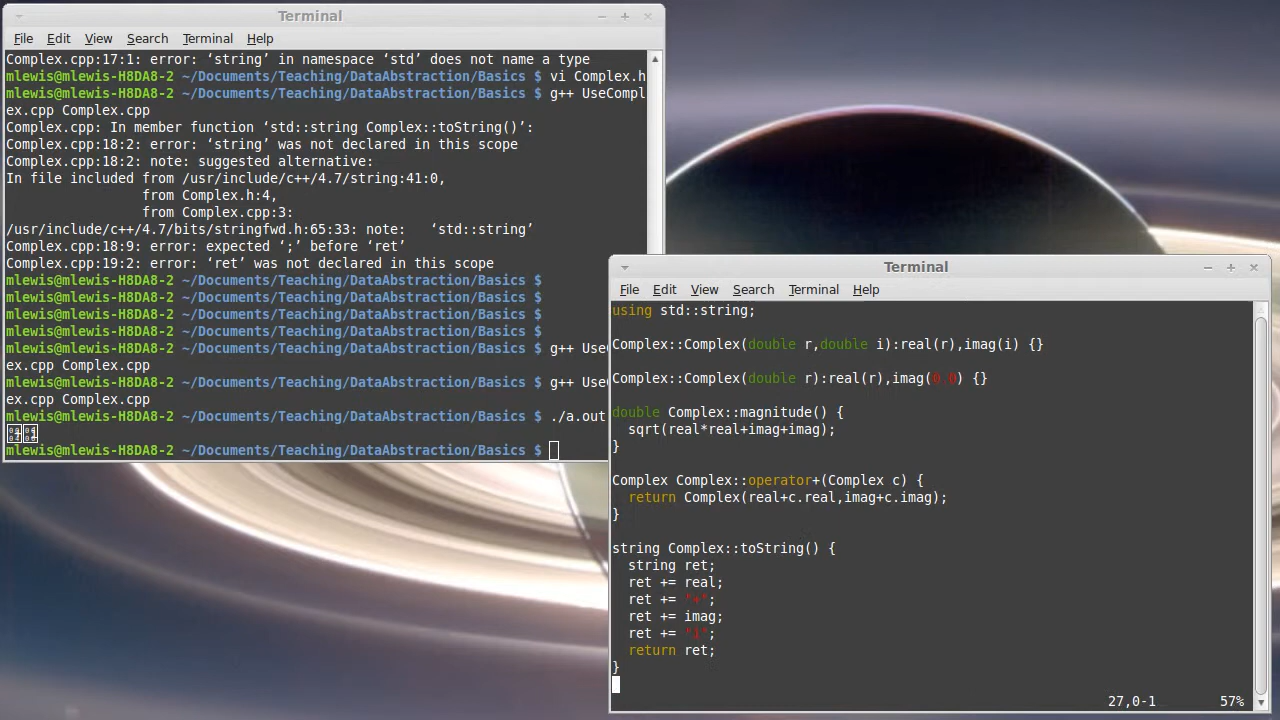 Terminal
File Edit View Search Terminal Help
Complex.cpp:17:1: error: ‘string’ in namespace ‘std’ does not name a type
mlewis@mlewis-H8DA8-2 ~/Documents/Teaching/DataAbstraction/Basics $ vi Complex.h
mlewis@mlewis-H8DA8-2 ~/Documents/Teaching/DataAbstraction/Basics $ g++ UseCompl
ex.cpp Complex.cpp
Complex.cpp: In member function ‘std::string Complex::toString()’:
Complex.cpp:18:2: error: ‘string’ was not declared in this scope
Complex.cpp:18:2: note: suggested alternative:
In file included from /usr/include/c++/4.7/string:41:0,
from Complex.h:4,
from Complex.cpp:3:
/usr/include/c++/4.7/bits/stringfwd.h:65:33: note:   ‘std::string’
Complex.cpp:18:9: error: expected ‘;’ before ‘ret’
Complex.cpp:19:2: error: ‘ret’ was not declared in this scope
mlewis@mlewis-H8DA8-2 ~/Documents/Teaching/DataAbstraction/Basics $
mlewis@mlewis-H8DA8-2 ~/Documents/Teaching/DataAbstraction/Basics $
mlewis@mlewis-H8DA8-2 ~/Documents/Teaching/DataAbstraction/Basics $
mlewis@mlewis-H8DA8-2 ~/Documents/Teaching/DataAbstraction/Basics $
mlewis@mlewis-H8DA8-2 ~/Documents/Teaching/DataAbstraction/Basics $ g++ Use
ex.cpp Complex.cpp
mlewis@mlewis-H8DA8-2 ~/Documents/Teaching/DataAbstraction/Basics $ g++ Use
ex.cpp Complex.cpp
mlewis@mlewis-H8DA8-2 ~/Documents/Teaching/DataAbstraction/Basics $ ./a.out
mlewis@mlewis-H8DA8-2 ~/Documents/Teaching/DataAbstraction/Basics $
Terminal
File Edit View Search Terminal Help
using std::string;
Complex::Complex(double r,double i):real(r),imag(i) {}
Complex::Complex(double r):real(r),imag(0.0) {}
double Complex::magnitude() {
  sqrt(real*real+imag+imag);
}
Complex Complex::operator+(Complex c) {
  return Complex(real+c.real,imag+c.imag);
}
string Complex::toString() {
  string ret;
  ret += real;
  ret += "+";
  ret += imag;
  ret += "i";
  return ret;
}
27,0-1 57%